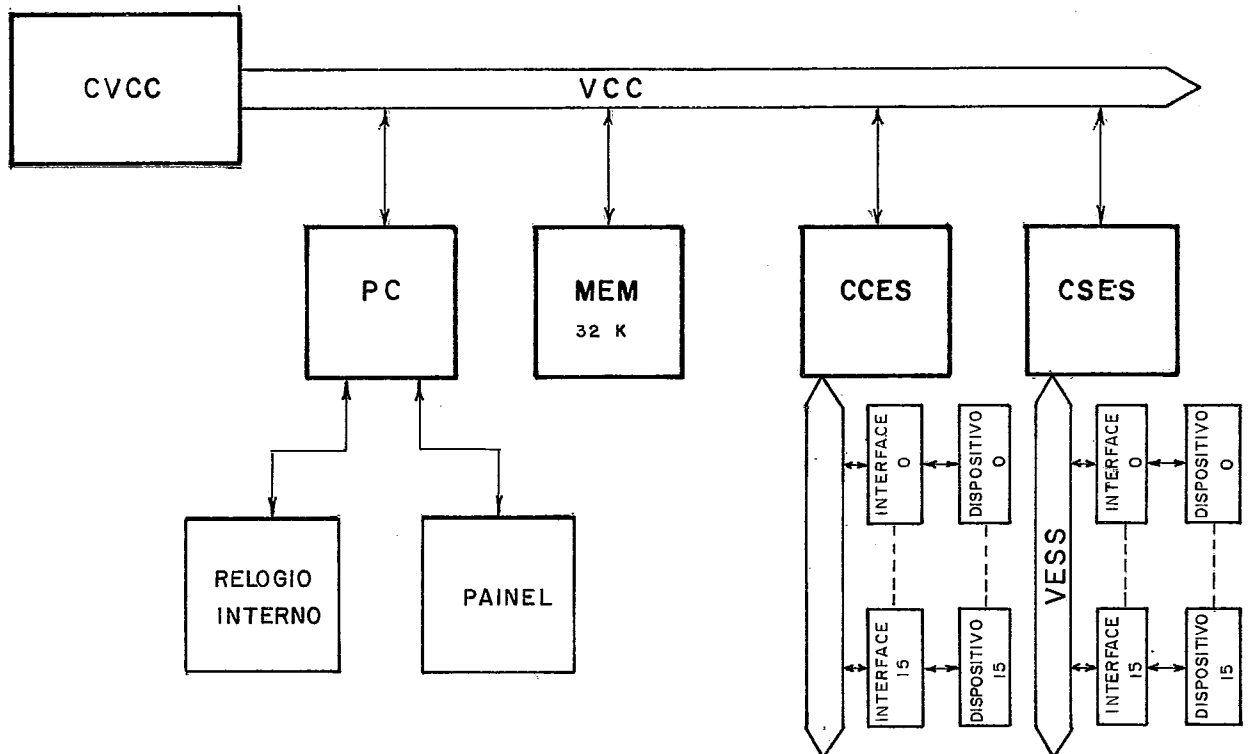 CVCC
VCC
PC
MEM
32 K
CCES
CSES
RELOGIO
INTERNO
PAINEL
INTERFACE
0
DISPOSITIVO
0
INTERFACE
0
DISPOSITIVO
0
VESS
INTERFACE
15
DISPOSITIVO
15
INTERFACE
15
DISPOSITIVO
15